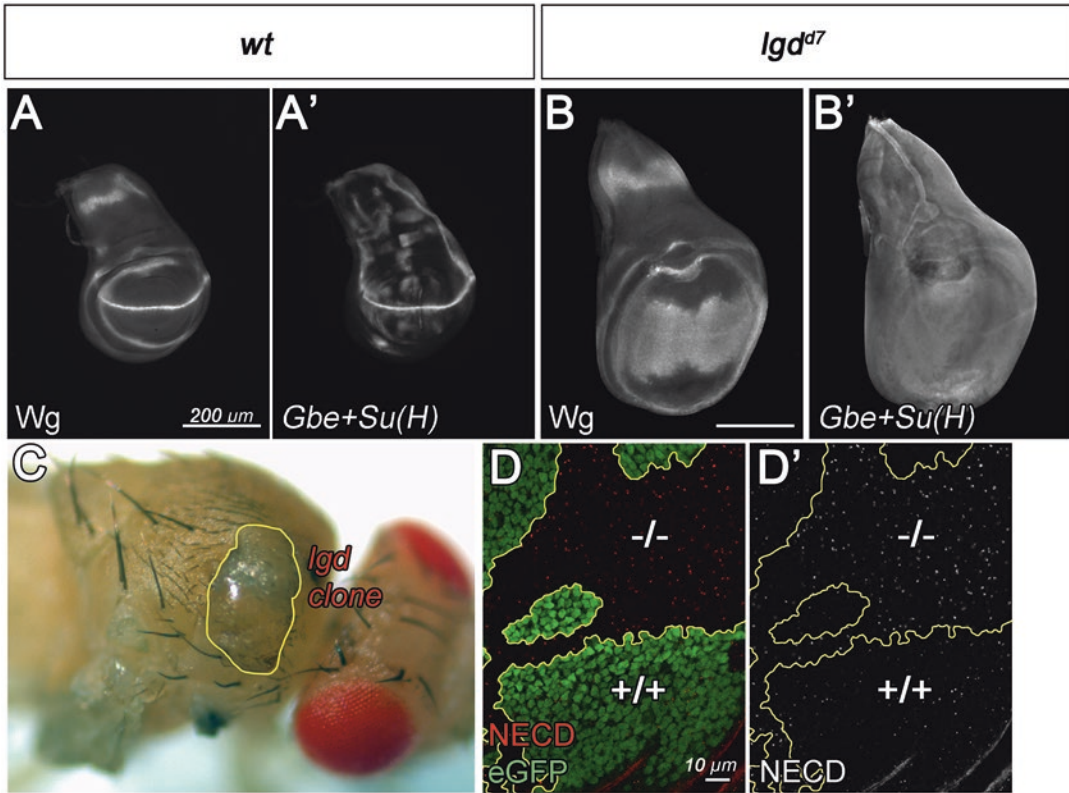 wt
lgd^d7
A
A'
B
B'
Wg
200 µm
Gbe+Su(H)
Wg
Gbe+Su(H)
C
lgd
clone
D
-/-
+/+
NECD
eGFP
10 µm
D'
-/-
+/+
NECD